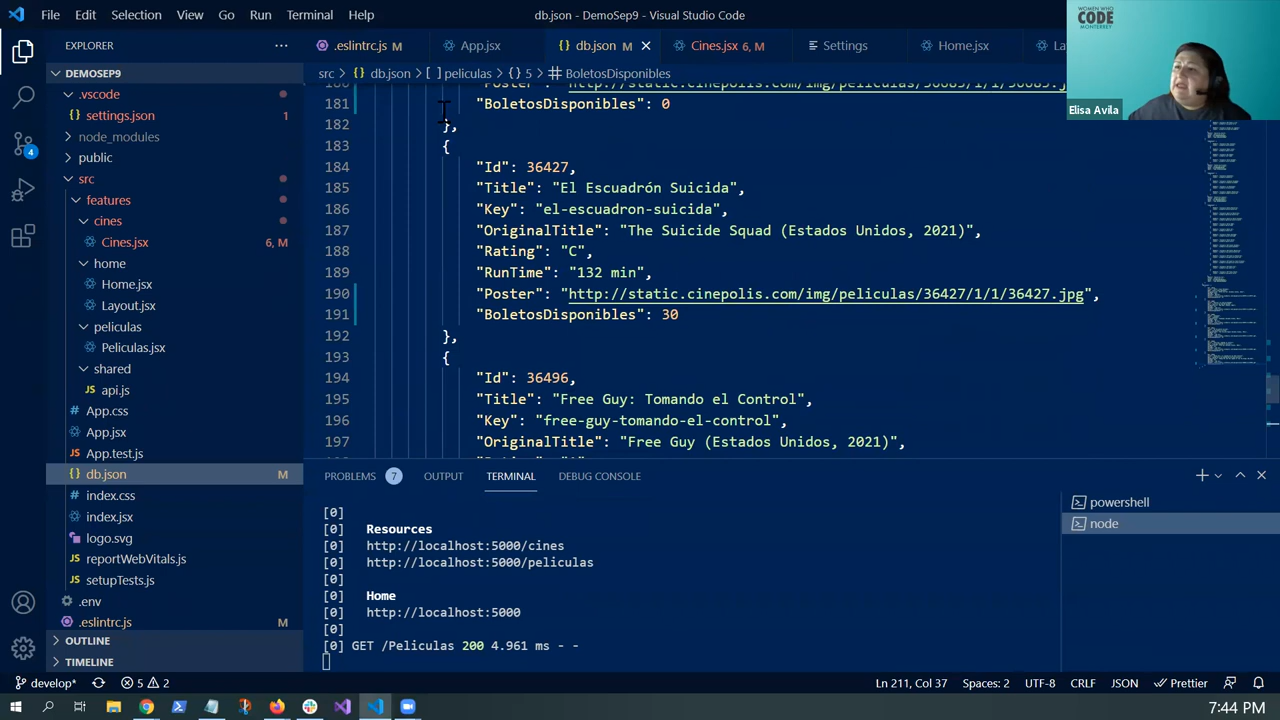 File Edit Selection View Go Run Terminal Help
db.json - DemoSep9 - Visual Studio Code
WOMEN WHO
CODE
MONTERREY
Elisa Avila
EXPLORER
DEMOSEP9
.vscode
settings.json 1
node_modules
public
src
features
cines
Cines.jsx 6, M
home
Home.jsx
Layout.jsx
peliculas
Peliculas.jsx
shared
api.js
App.css
App.jsx
App.test.js
db.json M
index.css
index.jsx
logo.svg
reportWebVitals.js
setupTests.js
.env
.eslintrc.js M
OUTLINE
TIMELINE
4
.eslintrc.js M App.jsx db.json M Cines.jsx 6, M Settings Home.jsx
src > db.json > [ ] peliculas > {} 5 > # BoletosDisponibles
181 "BoletosDisponibles": 0
182 },
183 {
184 "Id": 36427,
185 "Title": "El Escuadrón Suicida",
186 "Key": "el-escuadron-suicida",
187 "OriginalTitle": "The Suicide Squad (Estados Unidos, 2021)",
188 "Rating": "C",
189 "RunTime": "132 min",
190 "Poster": "http://static.cinepolis.com/img/peliculas/36427/1/1/36427.jpg",
191 "BoletosDisponibles": 30
192 },
193 {
194 "Id": 36496,
195 "Title": "Free Guy: Tomando el Control",
196 "Key": "free-guy-tomando-el-control",
197 "OriginalTitle": "Free Guy (Estados Unidos, 2021)",
PROBLEMS 7 OUTPUT TERMINAL DEBUG CONSOLE
powershell
node
[0]
[0] Resources
[0] http://localhost:5000/cines
[0] http://localhost:5000/peliculas
[0]
[0] Home
[0] http://localhost:5000
[0]
[0] GET /Peliculas 200 4.961 ms - -
develop* 5 2
Ln 211, Col 37 Spaces: 2 UTF-8 CRLF JSON Prettier
7:44 PM